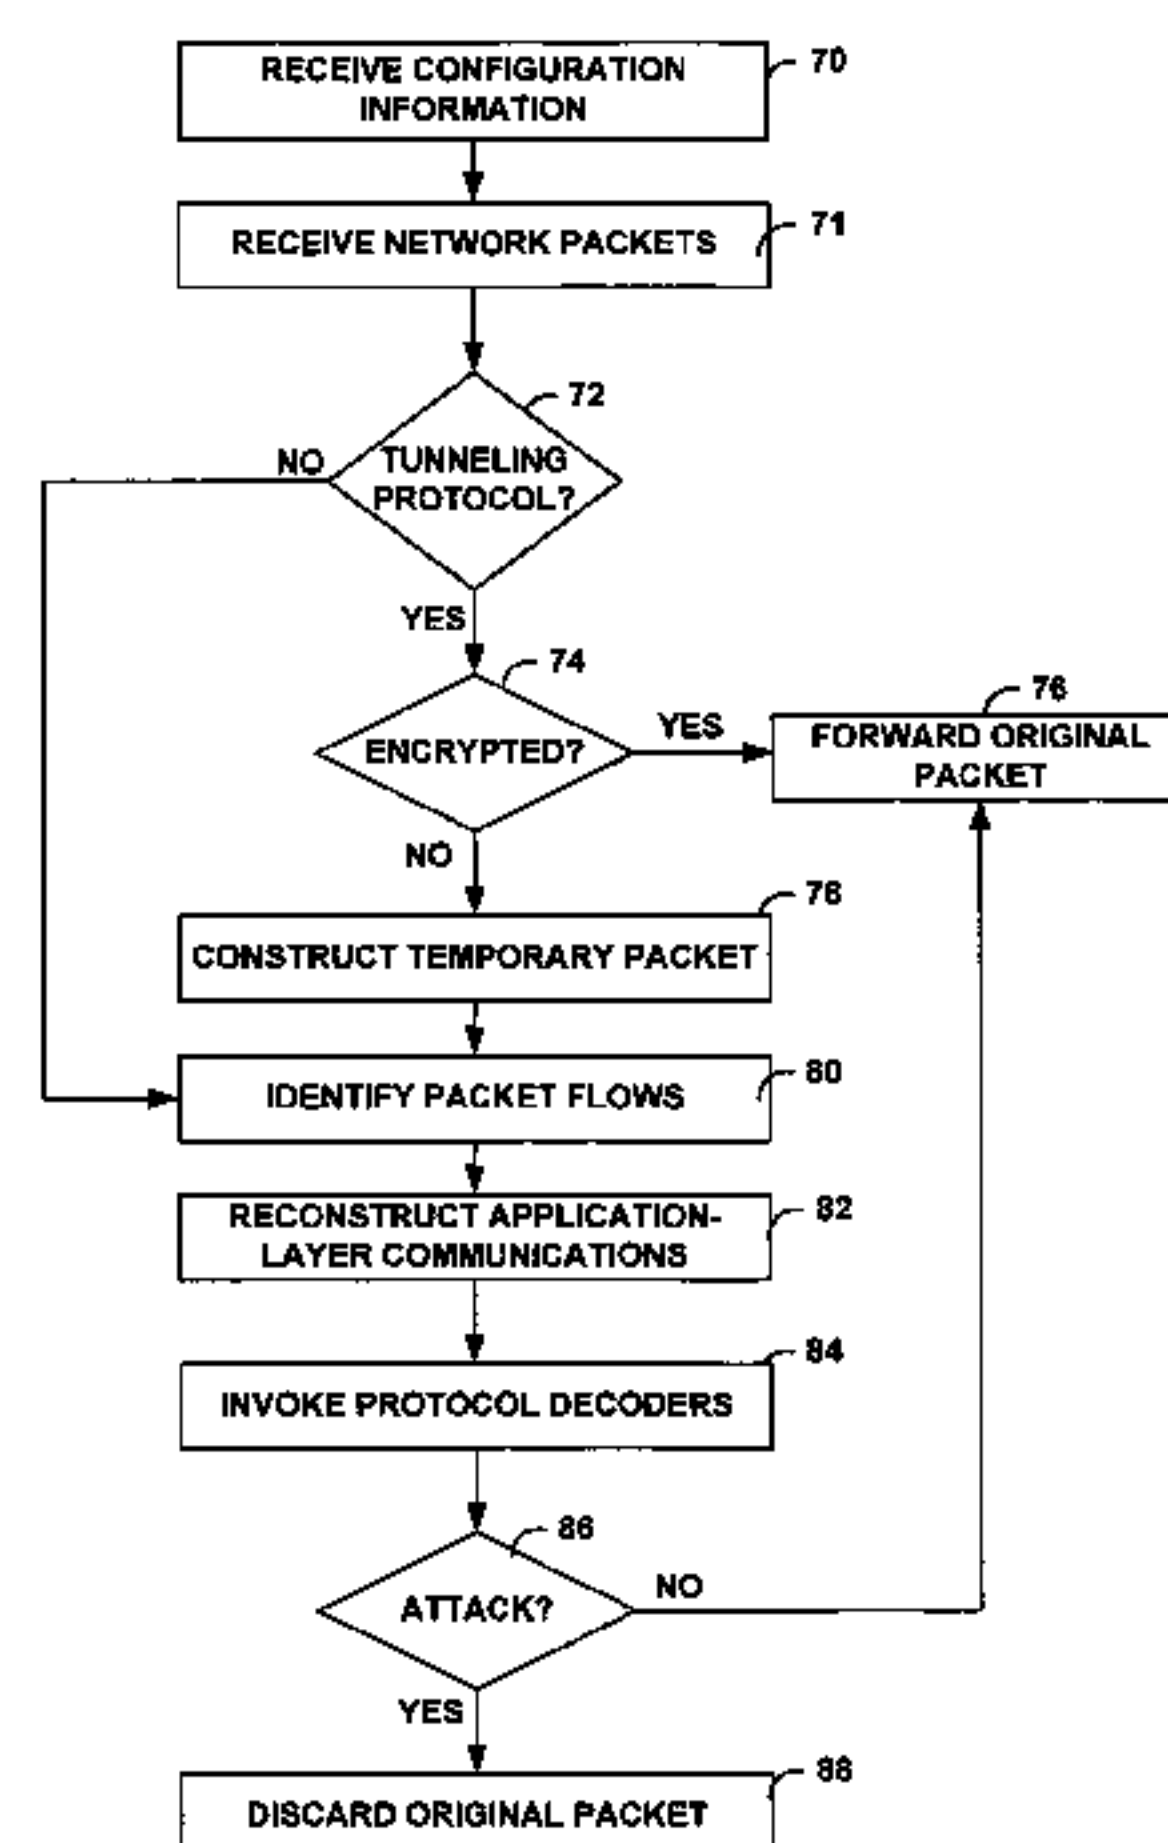 RECEIVE CONFIGURATION
INFORMATION
70
RECEIVE NETWORK PACKETS
71
72
TUNNELING
PROTOCOL?
NO
YES
74
ENCRYPTED?
YES
76
FORWARD ORIGINAL
PACKET
NO
78
CONSTRUCT TEMPORARY PACKET
80
IDENTIFY PACKET FLOWS
82
RECONSTRUCT APPLICATION-
LAYER COMMUNICATIONS
84
INVOKE PROTOCOL DECODERS
86
ATTACK?
NO
YES
88
DISCARD ORIGINAL PACKET